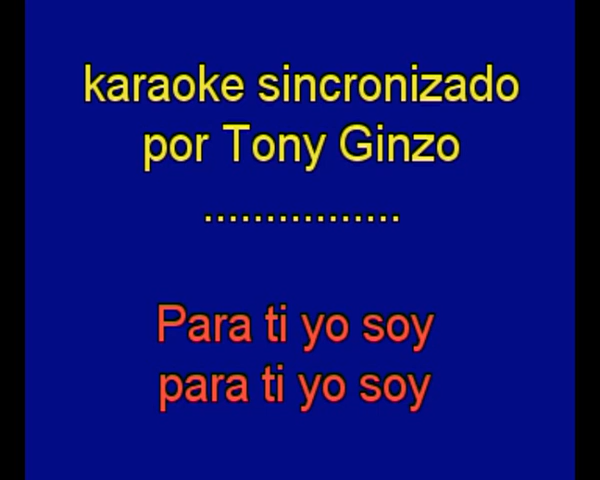 karaoke sincronizado
por Tony Ginzo
................
Para ti yo soy
para ti yo soy